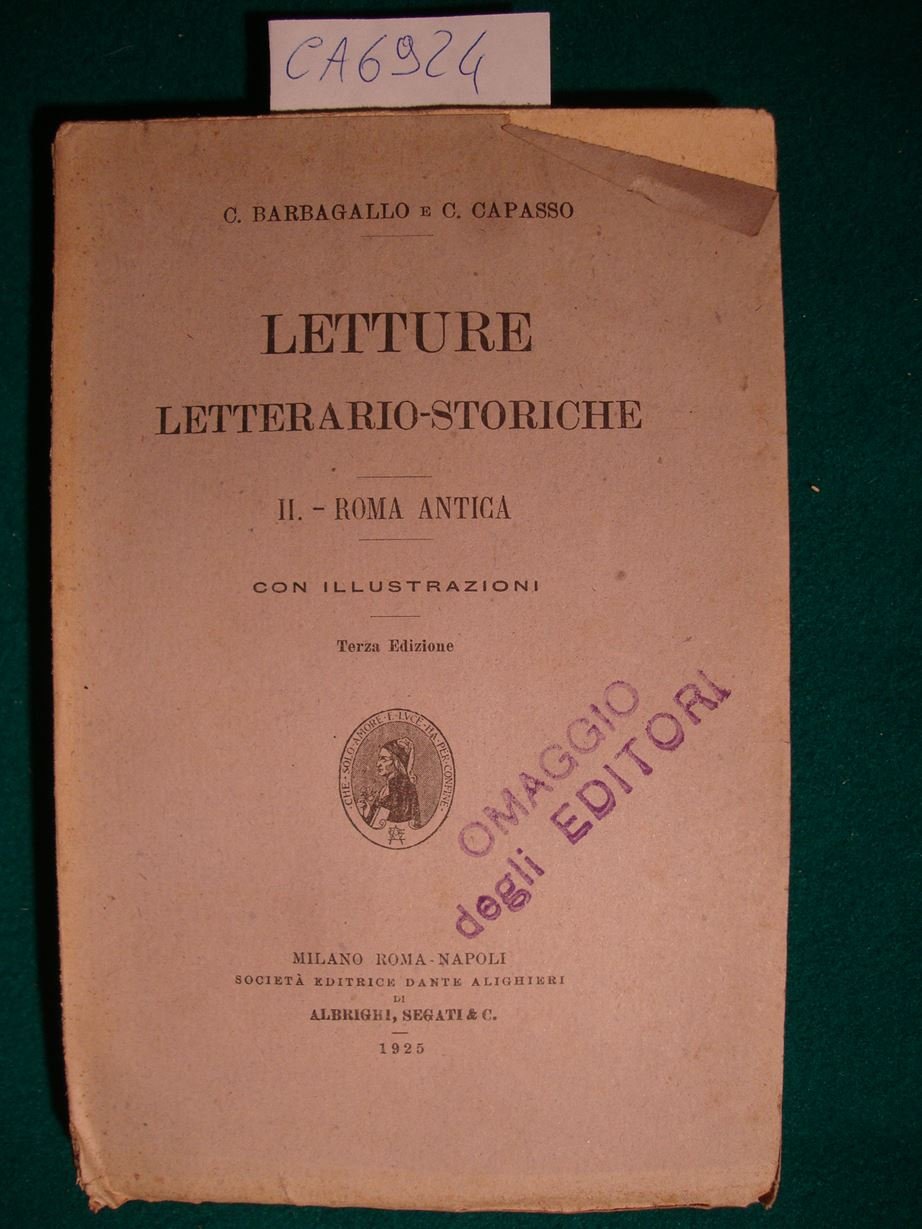 CA6924
C. BARBAGALLO E C. CAPASSO
LETTURE
LETTERARIO-STORICHE
II. - ROMA ANTICA
CON ILLUSTRAZIONI
Terza Edizione
·CHE·SOLO·AMORE·E·LVCE·HA·PER·CONFINE·
OMAGGIO
degli EDITORI
MILANO ROMA-NAPOLI
SOCIETÀ EDITRICE DANTE ALIGHIERI
DI
ALBRIGHI, SEGATI & C.
1925